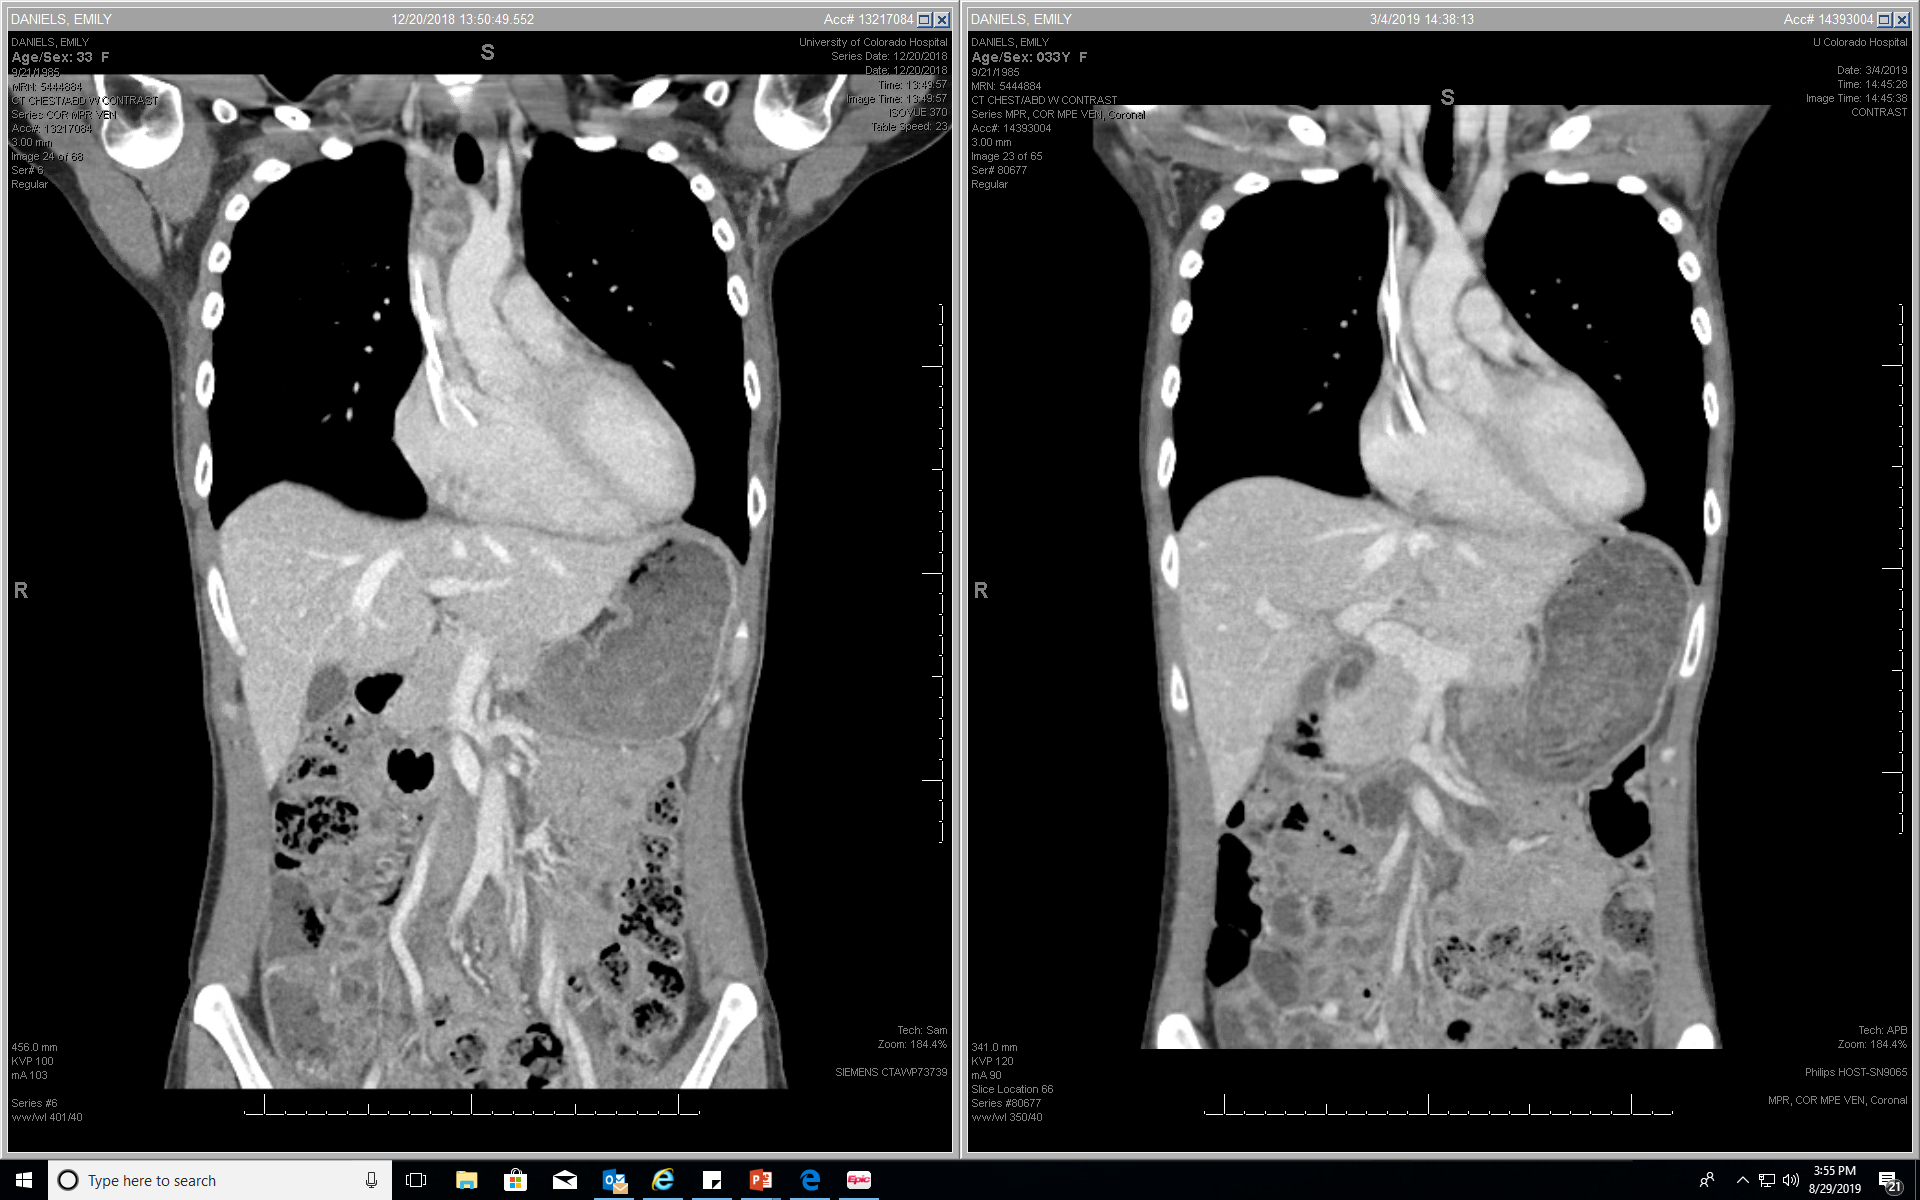 DANIELS, EMILY
12/20/2018 13:50:49.552
Acc# 13217084
DANIELS, EMILY
Age/Sex: 33 F
9/21/1985
MRN: 5444884
CT CHEST/ABD W CONTRAST
Series COR MPR VEN
Acc# 13217084
3.00 mm
Image 24 of 68
Ser# 6
Regular
S
University of Colorado Hospital
Series Date: 12/20/2018
Date: 12/20/2018
Time: 13:49:57
Image Time: 13:49:57
ISOVUE 370
Table Speed: 23
R
456.0 mm
KVP 100
mA 103
Series #6
ww/wl 401/40
Tech: Sam
Zoom: 184.4%
SIEMENS CTAWP73739
DANIELS, EMILY
3/4/2019 14:38:13
Acc# 14393004
DANIELS, EMILY
Age/Sex: 033Y F
9/21/1985
MRN: 5444884
CT CHEST/ABD W CONTRAST
Series MPR, COR MPE VEN, Coronal
Acc#: 14393004
3.00 mm
Image 23 of 65
Ser# 80677
Regular
S
U Colorado Hospital
Date: 3/4/2019
Time: 14:45:28
Image Time: 14:45:38
CONTRAST
R
341.0 mm
KVP 120
mA 90
Slice Location 66
Series #80677
ww/wl 350/40
Tech: APB
Zoom: 184.4%
Philips HOST-SN9065
MPR, COR MPE VEN, Coronal
Type here to search
Epic
3:55 PM
8/29/2019
21